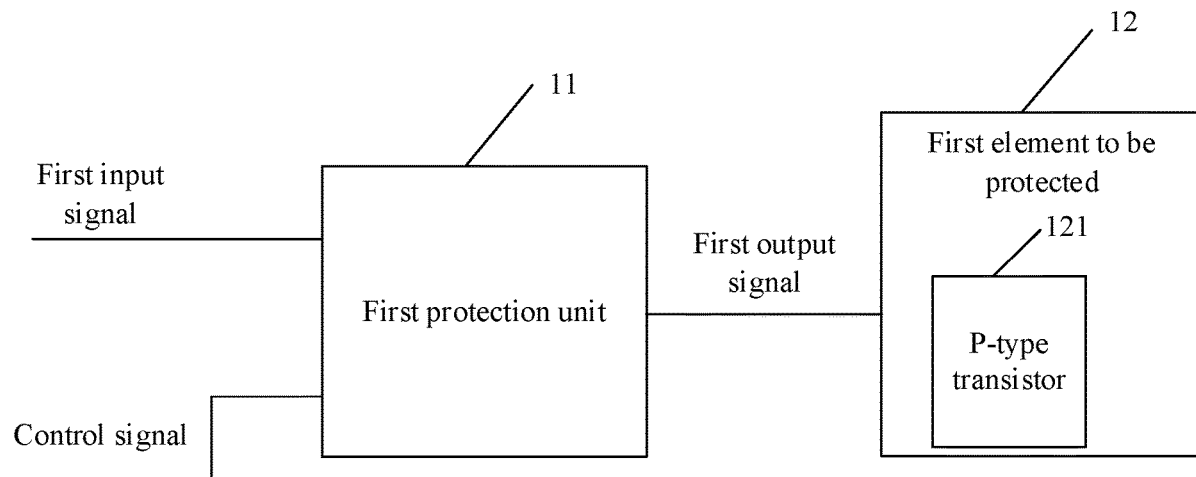 12
11
First element to be
protected
First input
signal
121
First output
signal
First protection unit
P-type
transistor
Control signal